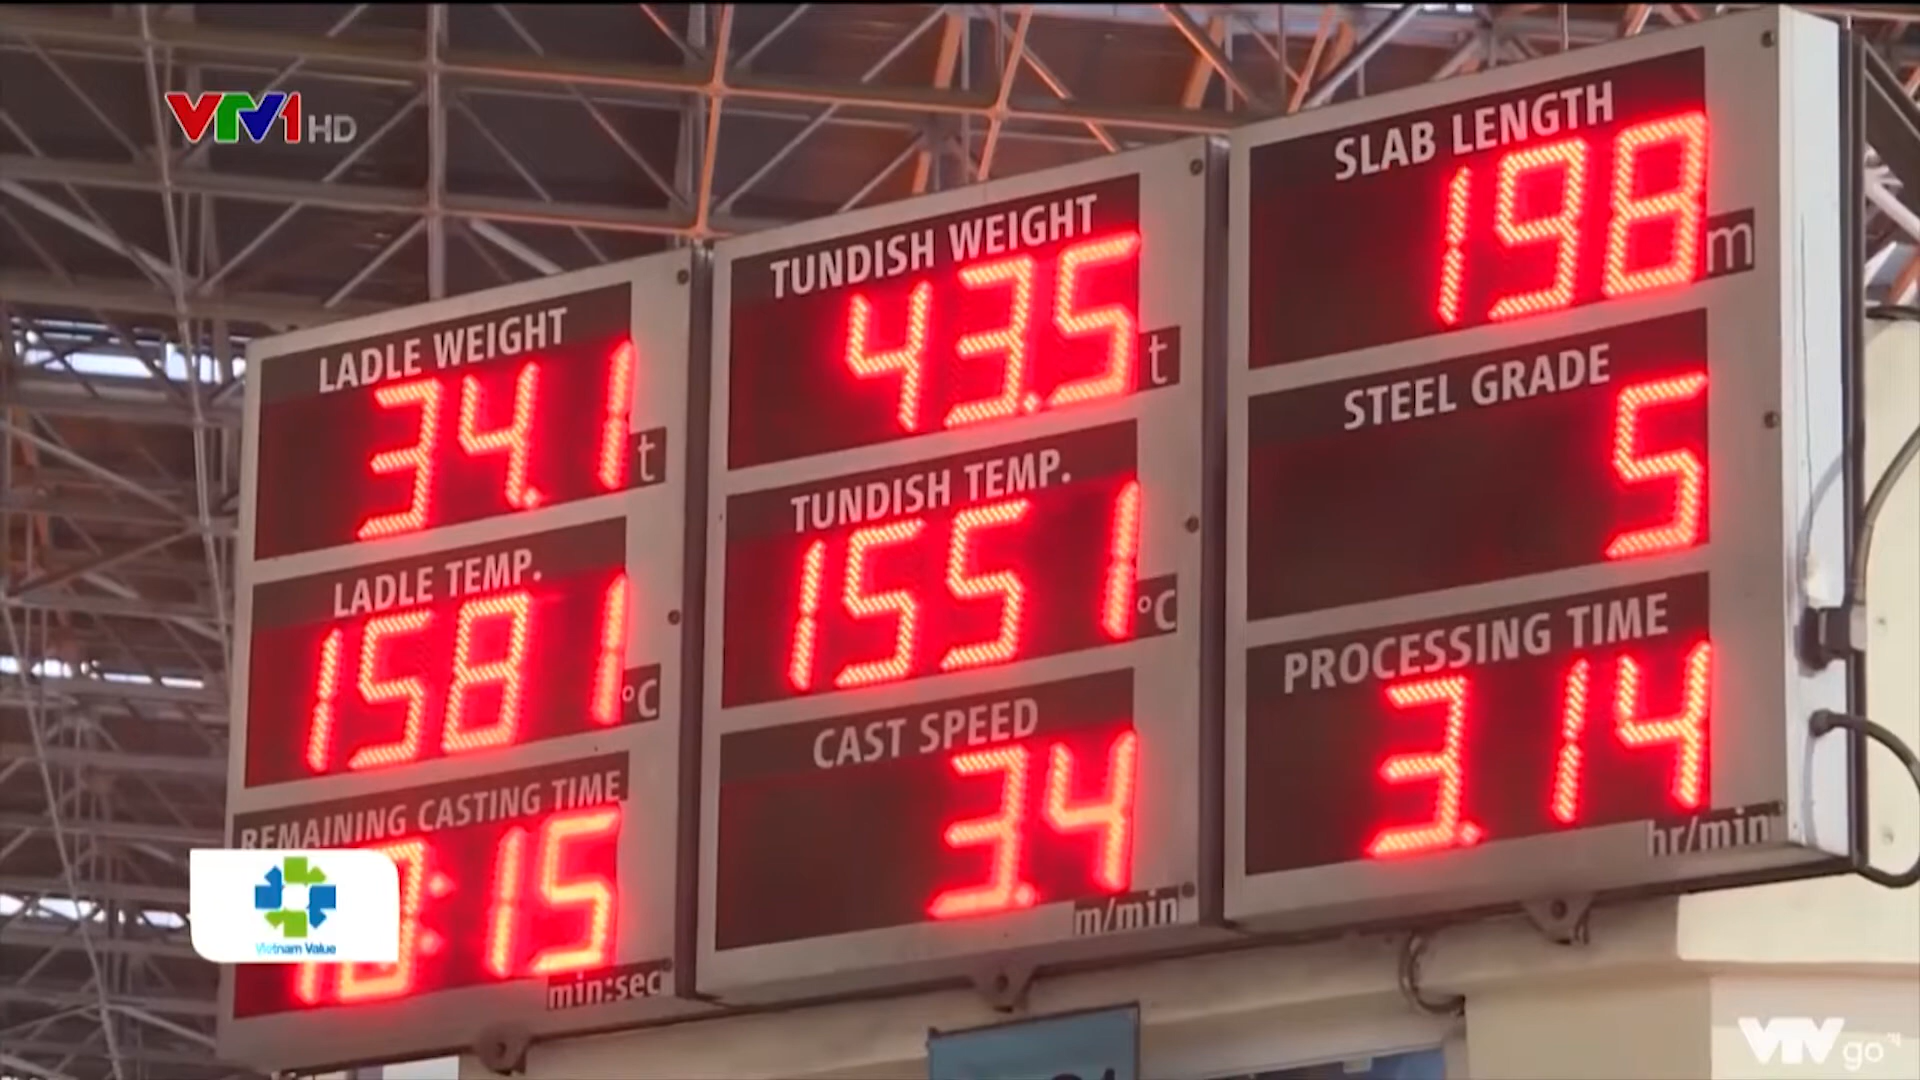 VTV1 HD
LADLE WEIGHT
34.1 t
LADLE TEMP.
1581 °C
REMAINING CASTING TIME
:15
min:sec
TUNDISH WEIGHT
43.5 t
TUNDISH TEMP.
1551 °C
CAST SPEED
3.4
m/min
SLAB LENGTH
198 m
STEEL GRADE
5
PROCESSING TIME
3.14
hr/min
Vietnam Value
VTV go